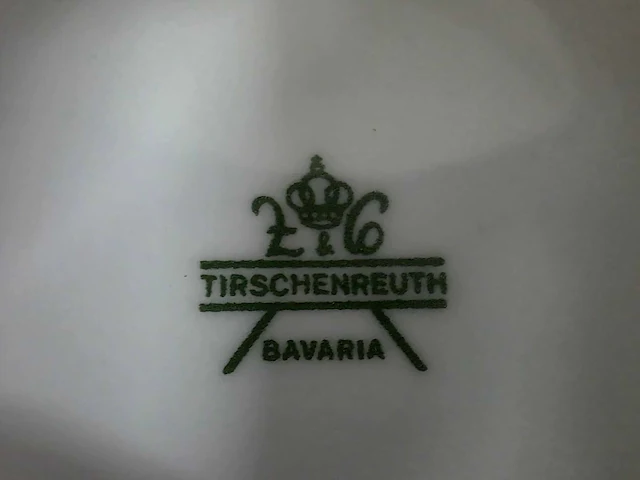 Z & G
TIRSCHENREUTH
BAVARIA